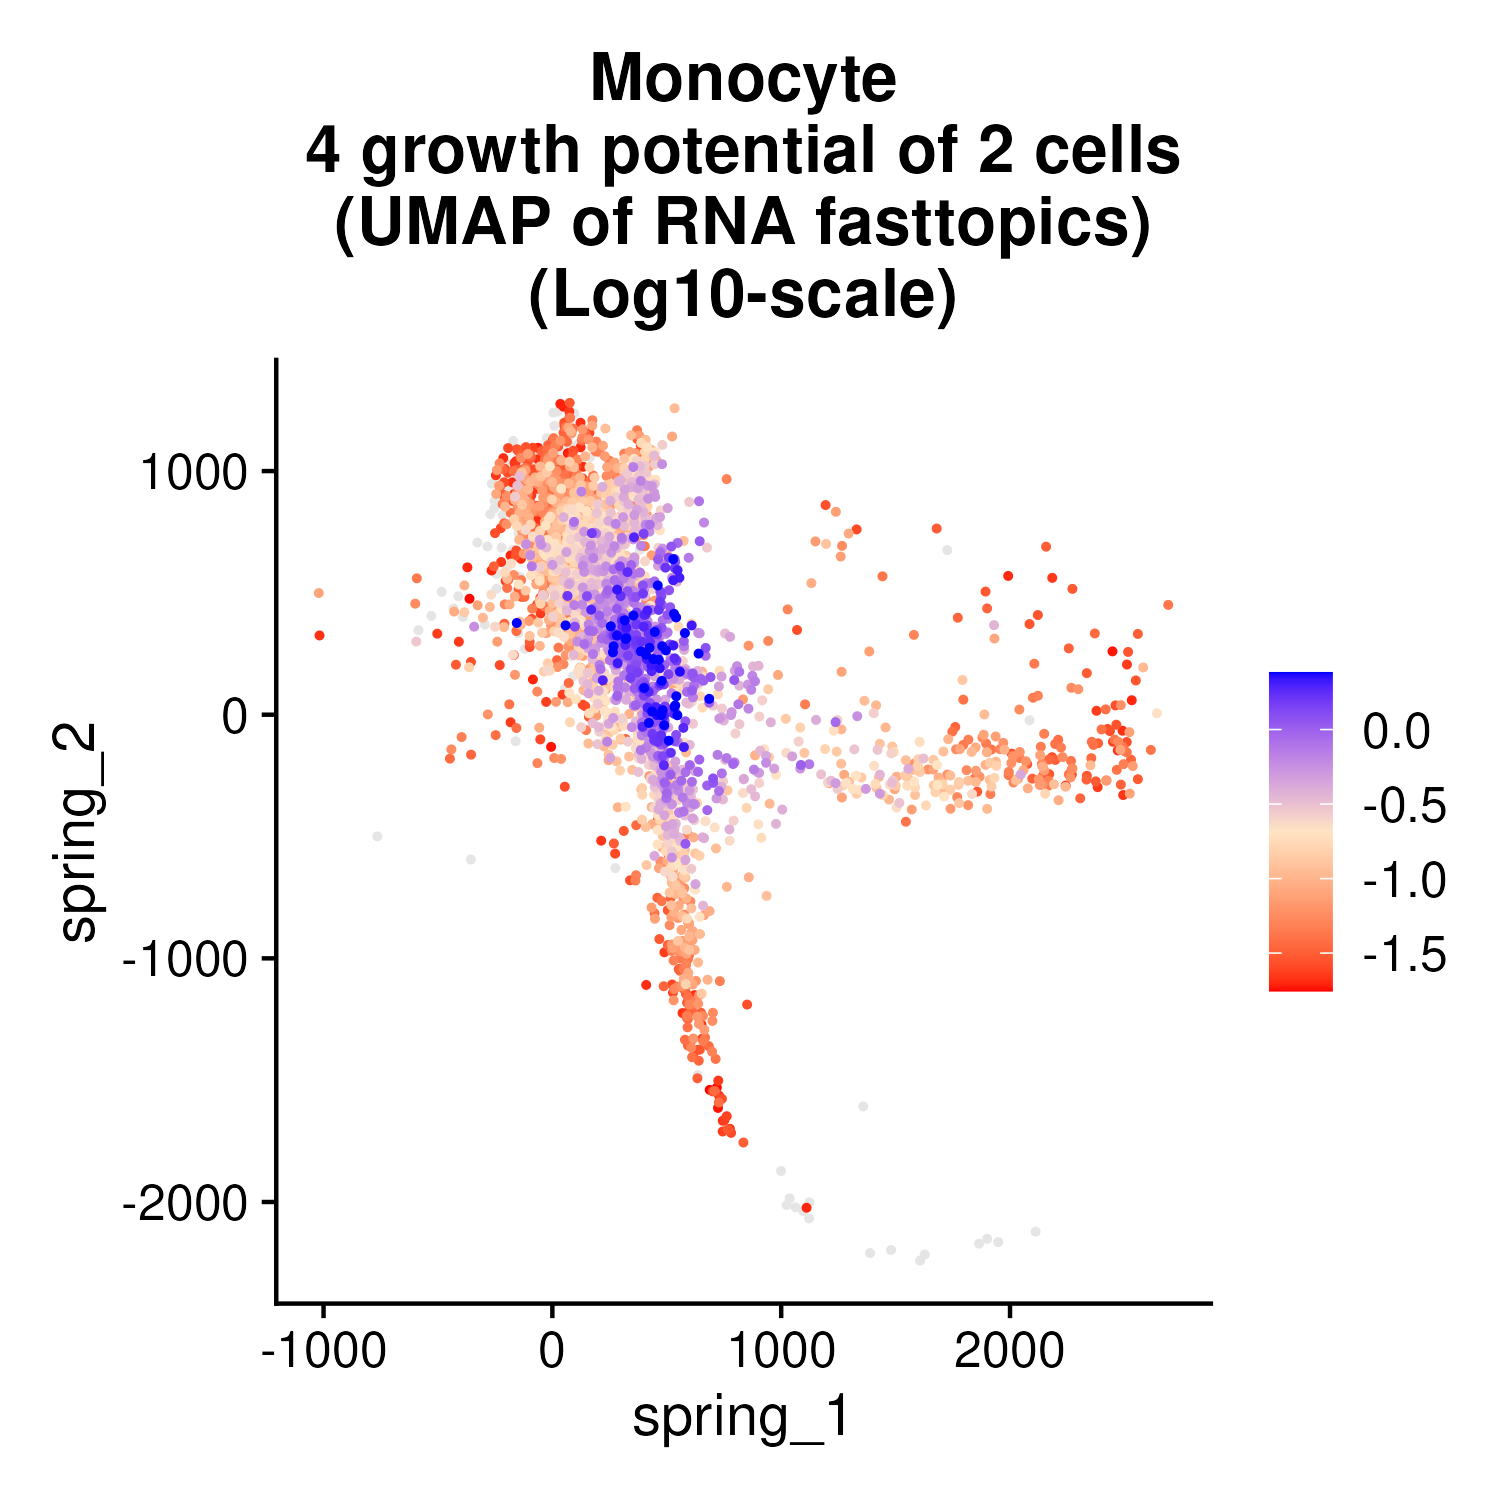 Monocyte
4 growth potential of 2 cells
(UMAP of RNA fasttopics)
(Log10-scale)
1000
0
-1000
-2000
spring_2
-1000 0 1000 2000
spring_1
0.0
-0.5
-1.0
-1.5